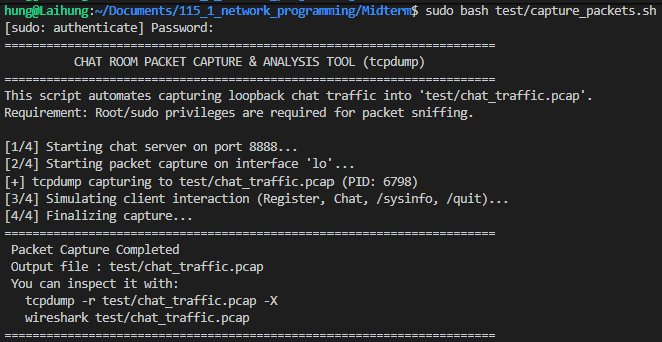 hung@Laihung:~/Documents/115_1_network_programming/Midterm$ sudo bash test/capture_packets.sh
[sudo: authenticate] Password:
======================================================================
          CHAT ROOM PACKET CAPTURE & ANALYSIS TOOL (tcpdump)
======================================================================
This script automates capturing loopback chat traffic into 'test/chat_traffic.pcap'.
Requirement: Root/sudo privileges are required for packet sniffing.

[1/4] Starting chat server on port 8888...
[2/4] Starting packet capture on interface 'lo'...
[+] tcpdump capturing to test/chat_traffic.pcap (PID: 6798)
[3/4] Simulating client interaction (Register, Chat, /sysinfo, /quit)...
[4/4] Finalizing capture...
======================================================================
 Packet Capture Completed
 Output file : test/chat_traffic.pcap
 You can inspect it with:
   tcpdump -r test/chat_traffic.pcap -X
   wireshark test/chat_traffic.pcap
======================================================================